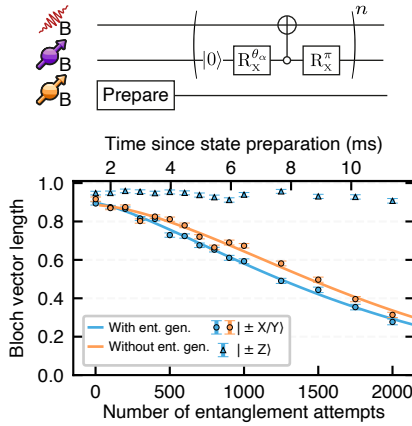 B
B
B
n
|0⟩ R_X^{θ_α} R_X^π
Prepare
Time since state preparation (ms)
2 4 6 8 10
Bloch vector length
1.0
0.8
0.6
0.4
0.2
0.0
With ent. gen. | ± X/Y⟩
Without ent. gen. | ± Z⟩
0 500 1000 1500 2000
Number of entanglement attempts